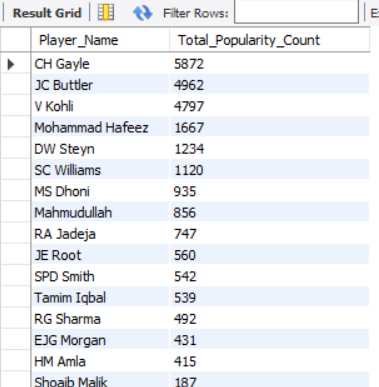 Result Grid Filter Rows: E
Player_Name Total_Popularity_Count
CH Gayle 5872
JC Buttler 4962
V Kohli 4797
Mohammad Hafeez 1667
DW Steyn 1234
SC Williams 1120
MS Dhoni 935
Mahmudullah 856
RA Jadeja 747
JE Root 560
SPD Smith 542
Tamim Iqbal 539
RG Sharma 492
EJG Morgan 431
HM Amla 415
Shoaib Malik 187